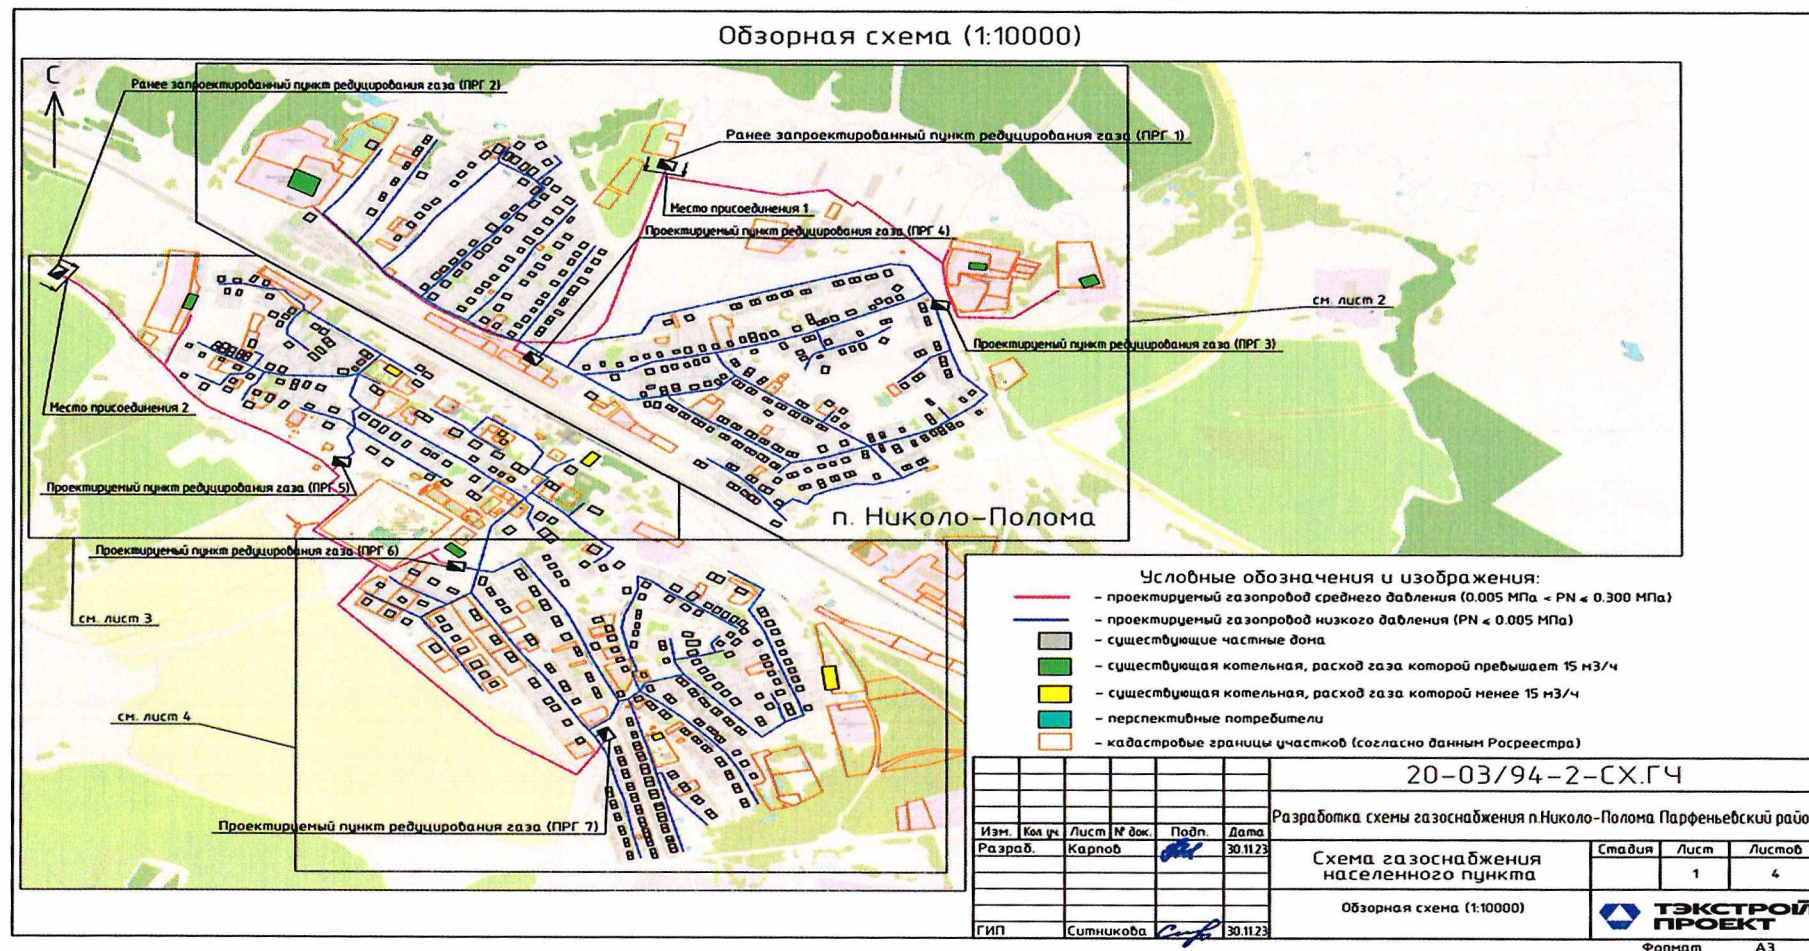 Обзорная схема (1:10000)
С
Ранее запроектированный пункт редуцирования газа (ПРГ 2)
Ранее запроектированный пункт редуцирования газа (ПРГ 1)
Место присоединения 1
Проектируемый пункт редуцирования газа (ПРГ 4)
см. лист 2
Проектируемый пункт редуцирования газа (ПРГ 3)
Место присоединения 2
Проектируемый пункт редуцирования газа (ПРГ 5)
п. Николо-Полома
Проектируемый пункт редуцирования газа (ПРГ 6)
см. лист 3
см. лист 4
Проектируемый пункт редуцирования газа (ПРГ 7)
Условные обозначения и изображения:
- проектируемый газопровод среднего давления (0.005 МПа < PN ≤ 0.300 МПа)
- проектируемый газопровод низкого давления (PN ≤ 0.005 МПа)
- существующие частные дома
- существующая котельная, расход газа которой превышает 15 м3/ч
- существующая котельная, расход газа которой менее 15 м3/ч
- перспективные потребители
- кадастровые границы участков (согласно данным Росреестра)
20-03/94-2-СХ.ГЧ
Разработка схемы газоснабжения п.Николо-Полома Парфеньевский райо
Изм. Кол уч Лист № док. Подп. Дата
Разраб. Карпов 30.11.23
Схема газоснабжения
населенного пункта
Стадия Лист Листов
1 4
Обзорная схема (1:10000)
ТЭКСТРОЙ
ПРОЕКТ
ГИП Ситникова 30.11.23
Формат А3